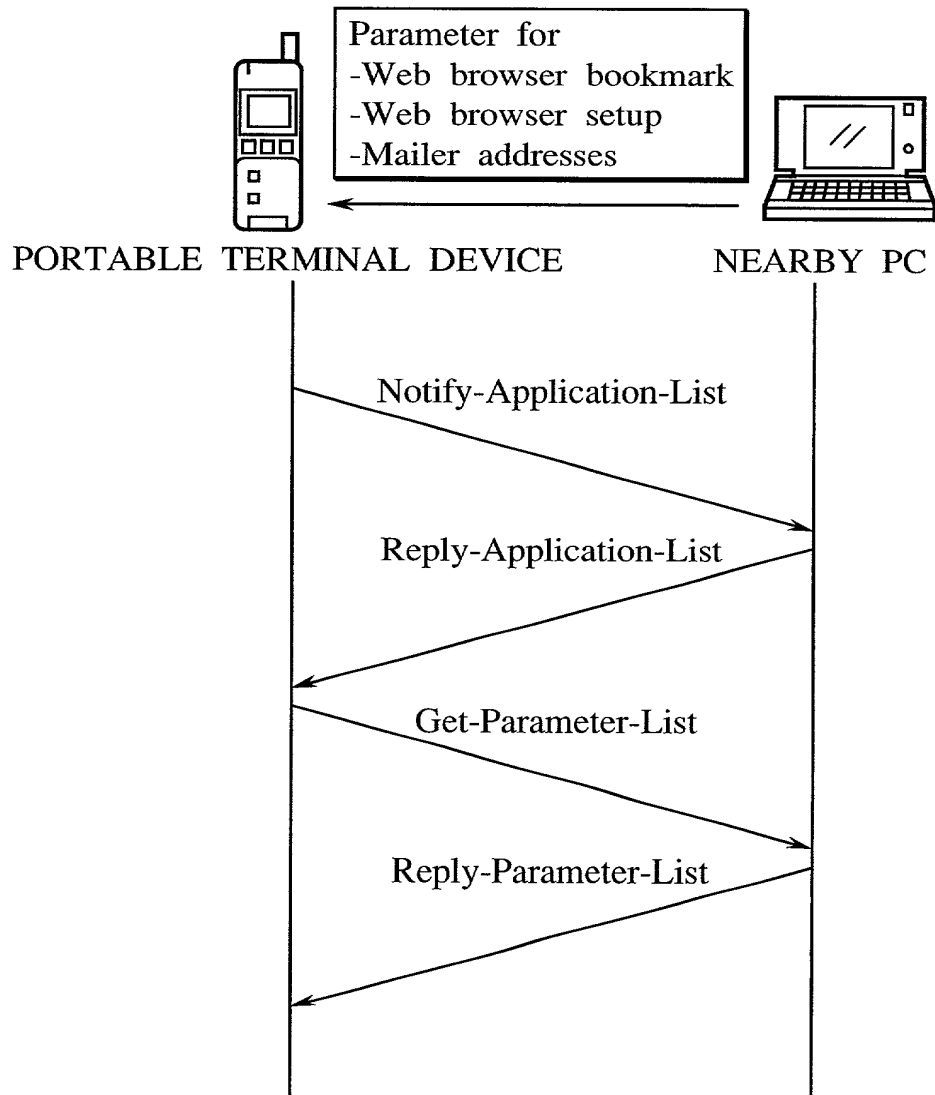 Parameter for
-Web browser bookmark
-Web browser setup
-Mailer addresses
PORTABLE TERMINAL DEVICE
NEARBY PC
Notify-Application-List
Reply-Application-List
Get-Parameter-List
Reply-Parameter-List